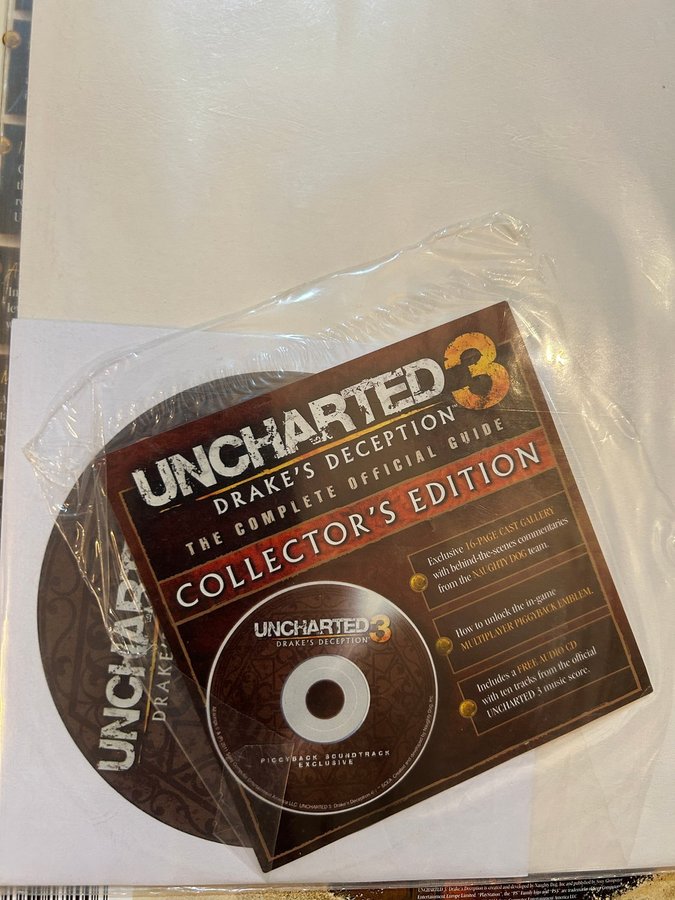 UNCHARTED 3
DRAKE'S DECEPTION™
THE COMPLETE OFFICIAL GUIDE
COLLECTOR'S EDITION
Exclusive 16-PAGE CAST GALLERY
with behind-the-scenes commentaries
from the NAUGHTY DOG team.
How to unlock the in-game
MULTIPLAYER PIGGYBACK EMBLEM.
Includes a FREE AUDIO CD
with ten tracks from the official
UNCHARTED 3 music score.
UNCHARTED 3
DRAKE'S DECEPTION
PIGGYBACK SOUNDTRACK
EXCLUSIVE
UNCHARTED
DRAKE'S